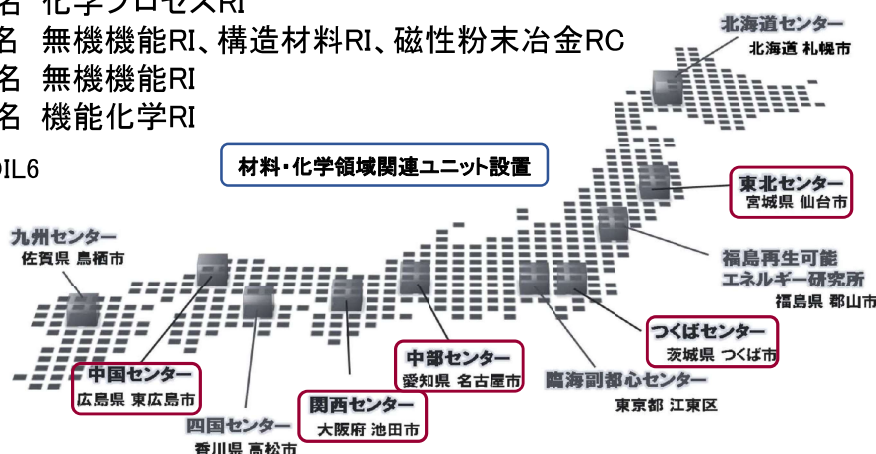 名 化学プロセスRI
名 無機機能RI、構造材料RI、磁性粉末冶金RC
名 無機機能RI
名 機能化学RI
OIL6
材料・化学領域関連ユニット設置
北海道センター
北海道 札幌市
東北センター
宮城県 仙台市
福島再生可能
エネルギー研究所
福島県 郡山市
つくばセンター
茨城県 つくば市
臨海副都心センター
東京都 江東区
中部センター
愛知県 名古屋市
関西センター
大阪府 池田市
四国センター
香川県 高松市
中国センター
広島県 東広島市
九州センター
佐賀県 鳥栖市